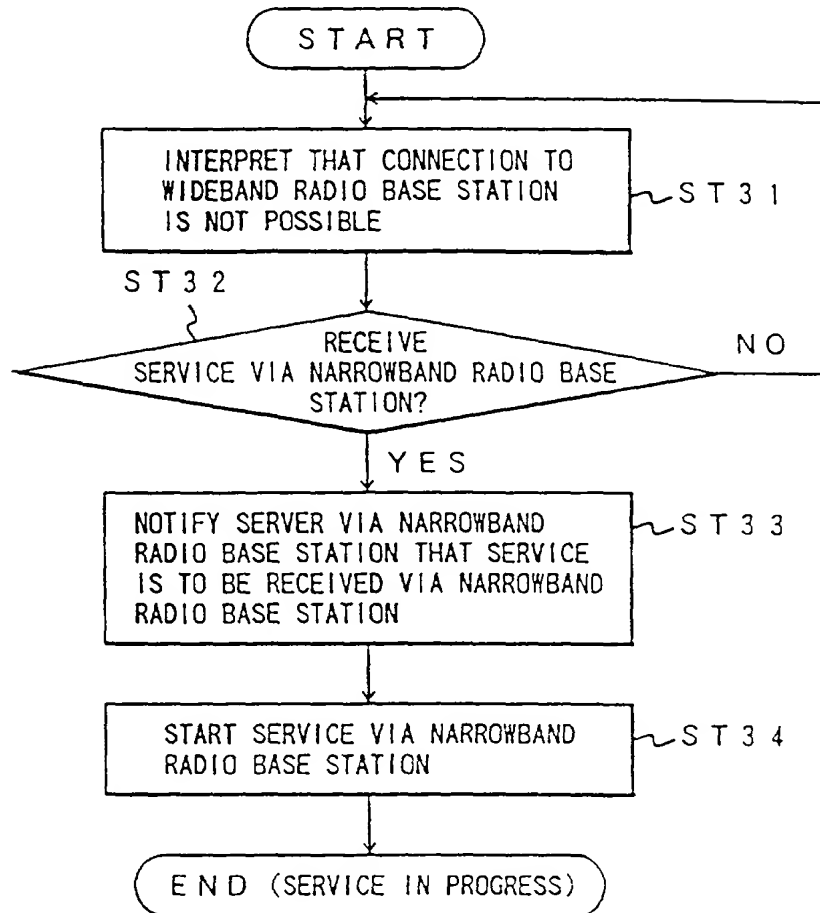 START
INTERPRET THAT CONNECTION TO
WIDEBAND RADIO BASE STATION
IS NOT POSSIBLE
ST31
ST32
RECEIVE
SERVICE VIA NARROWBAND RADIO BASE
STATION?
NO
YES
NOTIFY SERVER VIA NARROWBAND
RADIO BASE STATION THAT SERVICE
IS TO BE RECEIVED VIA NARROWBAND
RADIO BASE STATION
ST33
START SERVICE VIA NARROWBAND
RADIO BASE STATION
ST34
END (SERVICE IN PROGRESS)